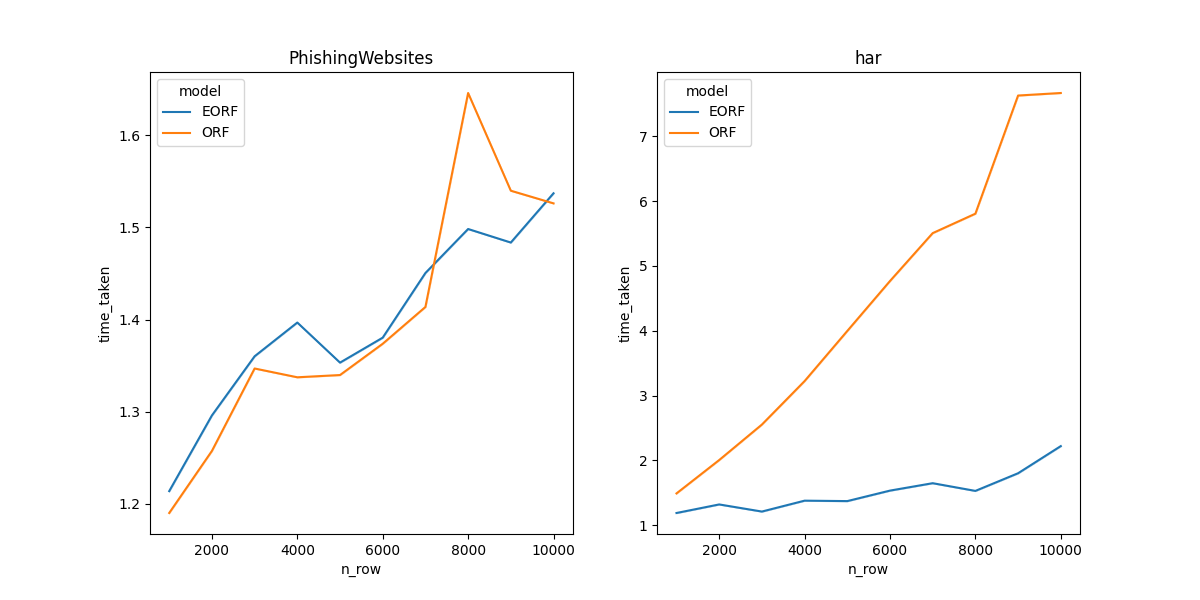 PhishingWebsites
model
EORF
ORF
time_taken
1.6
1.5
1.4
1.3
1.2
2000 4000 6000 8000 10000
n_row
har
model
EORF
ORF
time_taken
7
6
5
4
3
2
1
2000 4000 6000 8000 10000
n_row